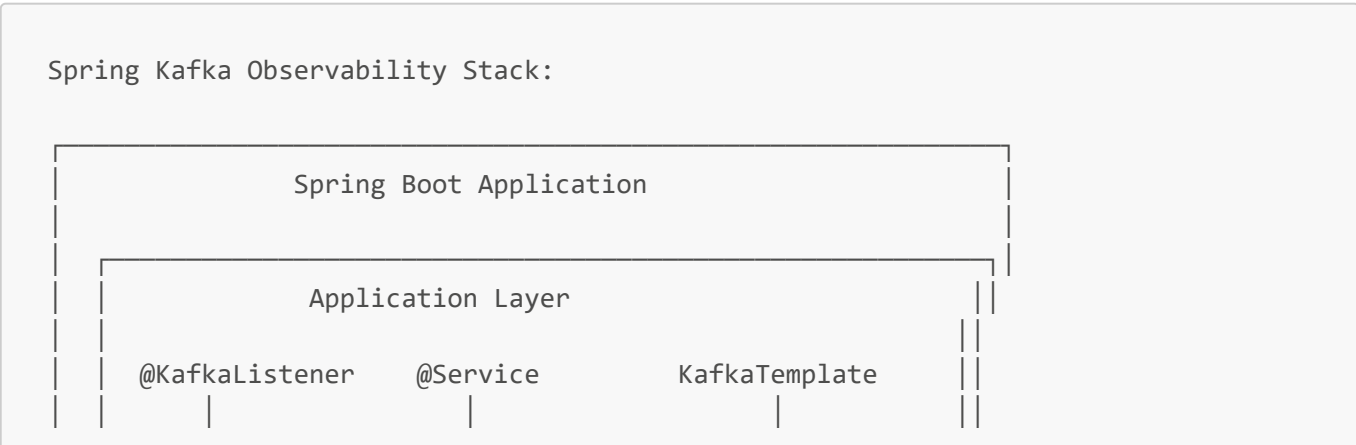 Spring Kafka Observability Stack:
Spring Boot Application
Application Layer
@KafkaListener @Service KafkaTemplate